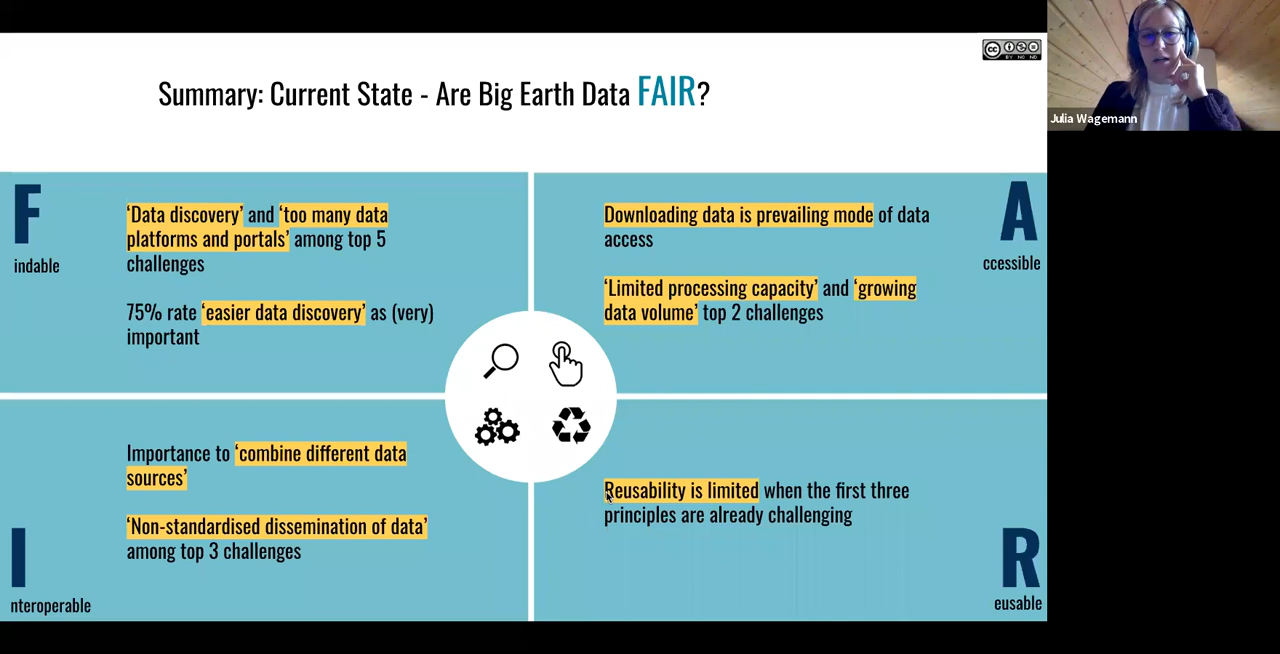 Summary: Current State - Are Big Earth Data FAIR?
cc
BY NC ND
Julia Wagemann
F
indable
‘Data discovery’ and ‘too many data
platforms and portals’ among top 5
challenges
75% rate ‘easier data discovery’ as (very)
important
A
ccessible
Downloading data is prevailing mode of data
access
‘Limited processing capacity’ and ‘growing
data volume’ top 2 challenges
I
nteroperable
Importance to ‘combine different data
sources’
‘Non-standardised dissemination of data’
among top 3 challenges
R
eusable
Reusability is limited when the first three
principles are already challenging